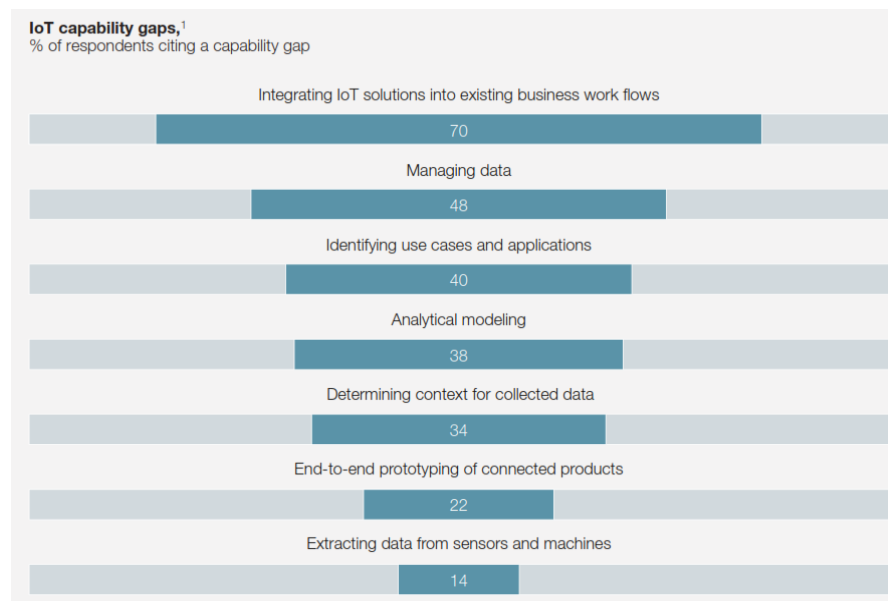 IoT capability gaps,¹
% of respondents citing a capability gap
Integrating IoT solutions into existing business work flows
70
Managing data
48
Identifying use cases and applications
40
Analytical modeling
38
Determining context for collected data
34
End-to-end prototyping of connected products
22
Extracting data from sensors and machines
14